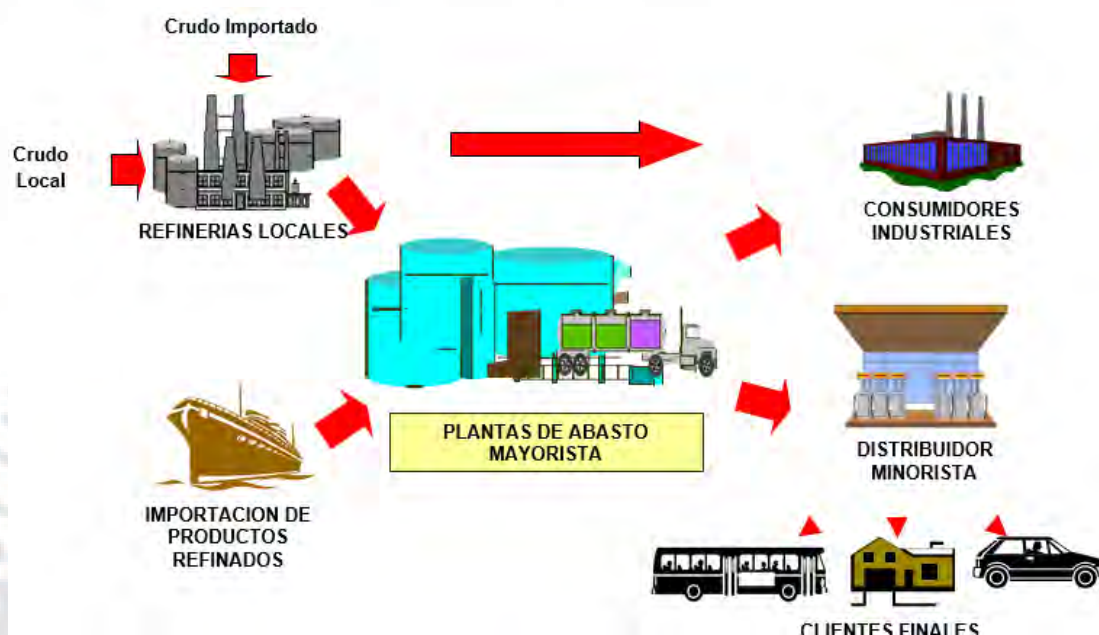 Crudo Importado
Crudo
Local
REFINERIAS LOCALES
CONSUMIDORES
INDUSTRIALES
PLANTAS DE ABASTO
MAYORISTA
DISTRIBUIDOR
MINORISTA
IMPORTACION DE
PRODUCTOS
REFINADOS
CLIENTES FINALES